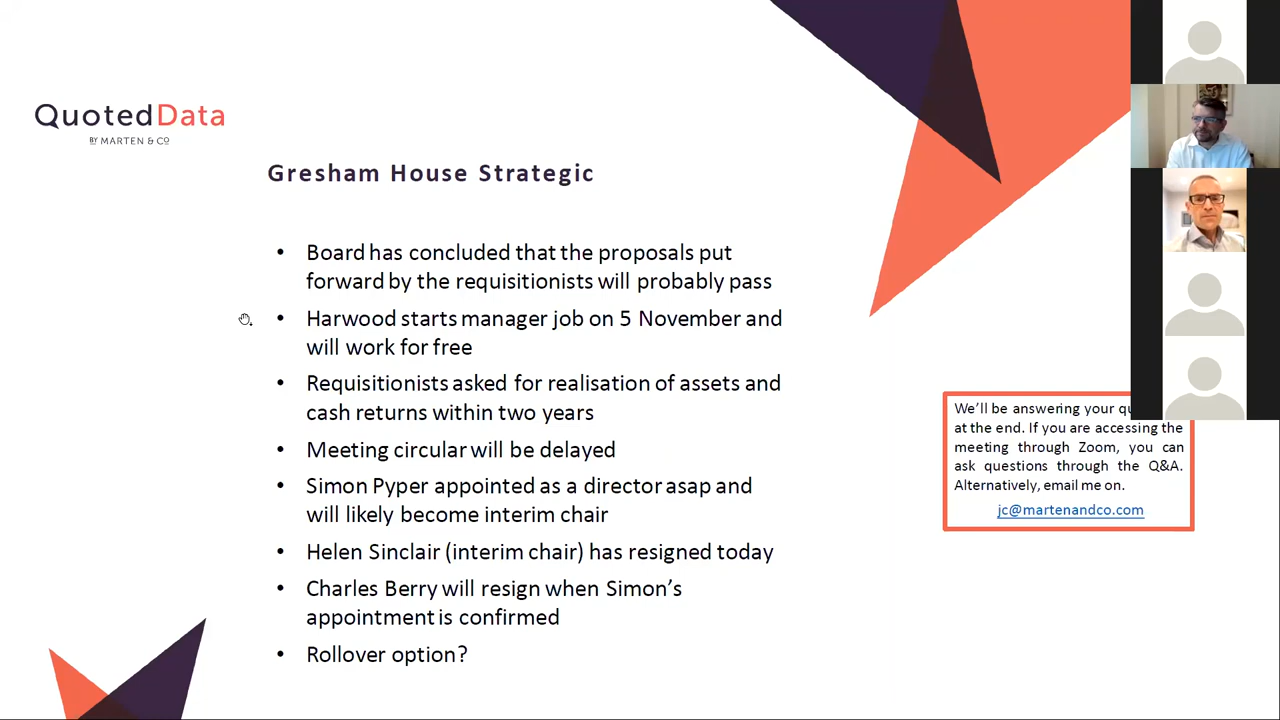 QuotedData
BY MARTEN & CO
Gresham House Strategic
• Board has concluded that the proposals put
forward by the requisitionists will probably pass
• Harwood starts manager job on 5 November and
will work for free
• Requisitionists asked for realisation of assets and
cash returns within two years
• Meeting circular will be delayed
• Simon Pyper appointed as a director asap and
will likely become interim chair
• Helen Sinclair (interim chair) has resigned today
• Charles Berry will resign when Simon's
appointment is confirmed
• Rollover option?
We'll be answering your
at the end. If you are accessing the
meeting through Zoom, you can
ask questions through the Q&A.
Alternatively, email me on.
jc@martenandco.com